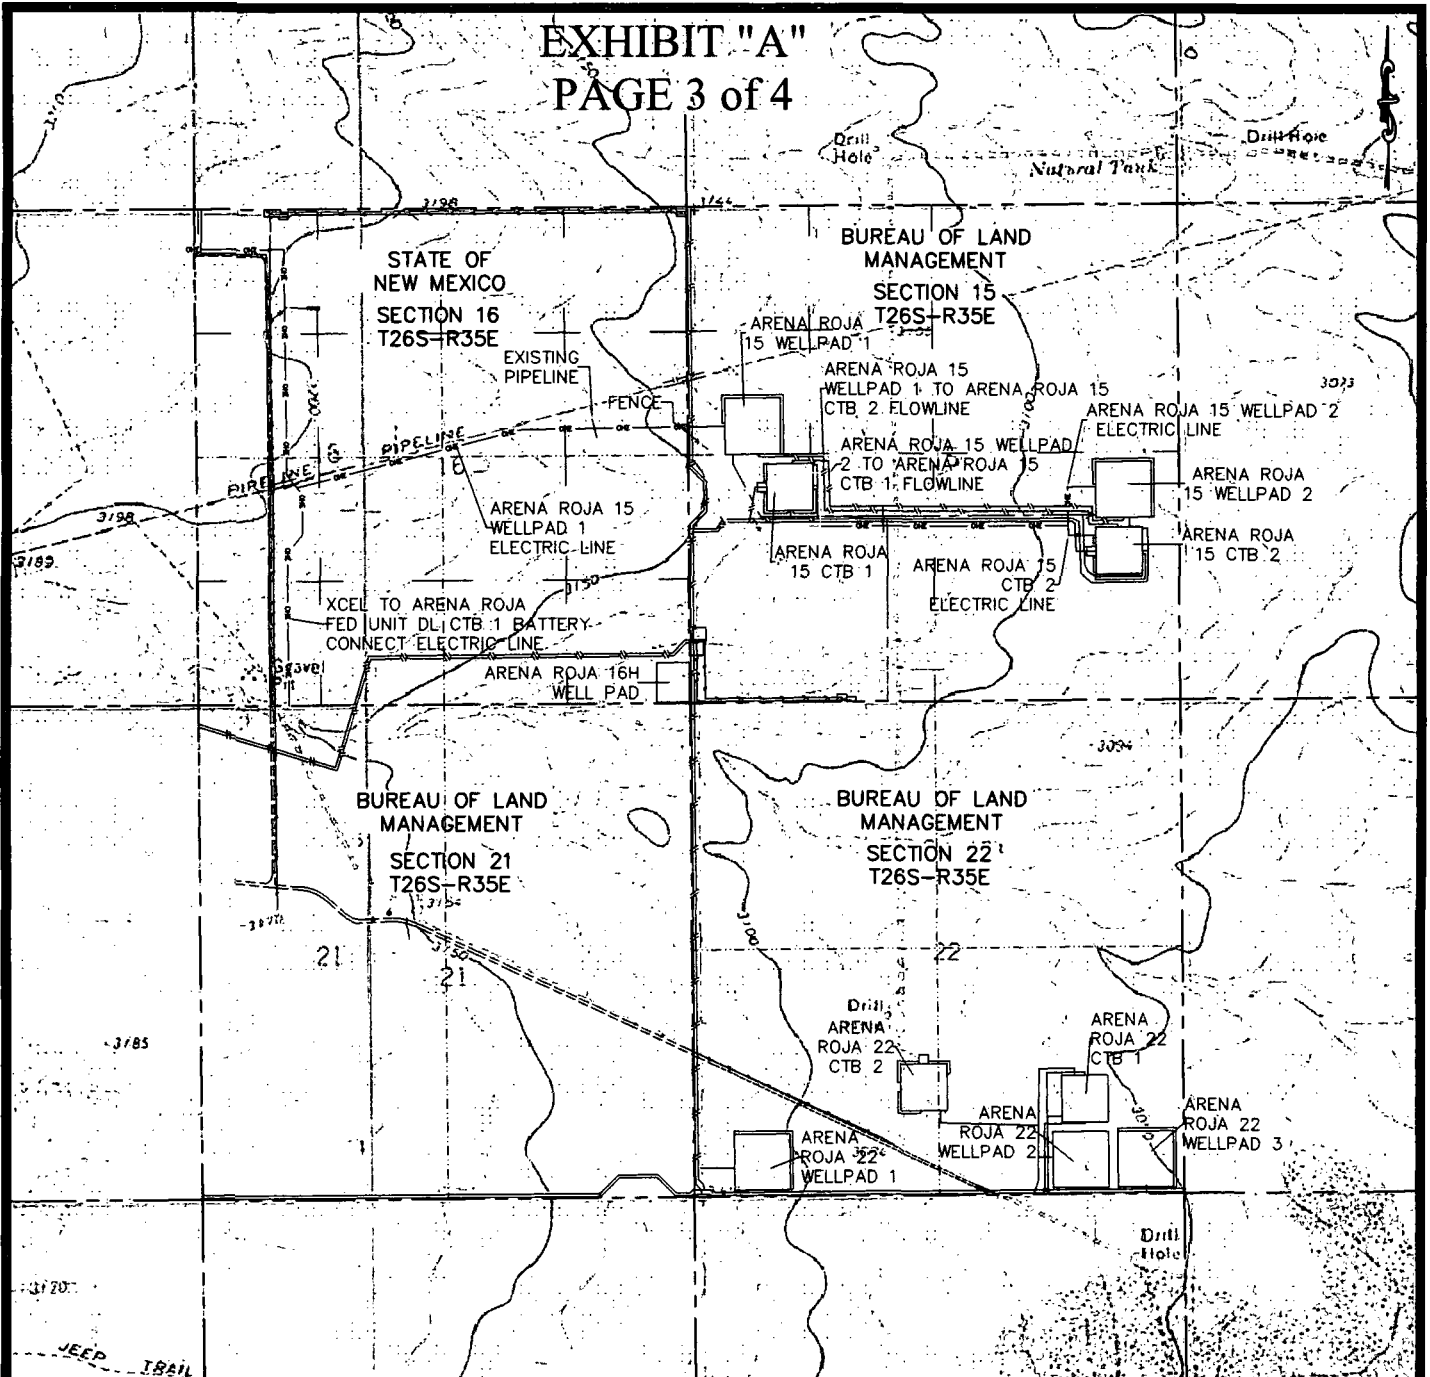 EXHIBIT "A"
PAGE 3 of 4
Drill
Hole
Drill Hole
Natural Tank
3198
BUREAU OF LAND
MANAGEMENT
SECTION 15
T26S-R35E
STATE OF
NEW MEXICO
SECTION 16
T26S-R35E
ARENA ROJA
15 WELLPAD 1
EXISTING
PIPELINE
FENCE
ARENA ROJA 15
WELLPAD 1 TO ARENA ROJA 15
CTB 2 FLOWLINE
ARENA ROJA 15 WELLPAD 2
ELECTRIC LINE
ARENA ROJA 15 WELLPAD
2 TO ARENA ROJA 15
CTB 1 FLOWLINE
3100
PIPELINE
PIPELINE
ARENA ROJA
15 WELLPAD 2
3198
3189
ARENA ROJA 15
WELLPAD 1
ELECTRIC LINE
ARENA ROJA
15 CTB 1
ARENA ROJA 15
CTB 2
ELECTRIC LINE
ARENA ROJA
15 CTB 2
3150
XCEL TO ARENA ROJA
FED UNIT DL CTB 1 BATTERY
CONNECT ELECTRIC LINE
Gravel
Pit
ARENA ROJA 16H
WELL PAD
3094
BUREAU OF LAND
MANAGEMENT
SECTION 21
T26S-R35E
BUREAU OF LAND
MANAGEMENT
SECTION 22
T26S-R35E
3150
3100
21
21
22
3185
Drill
ARENA
ROJA 22
CTB 2
ARENA
ROJA 22
CTB 1
ARENA
ROJA 22
WELLPAD 1
ARENA
ROJA 22
WELLPAD 2
ARENA
ROJA 22
WELLPAD 3
Drill
Hole
JEEP TRAIL